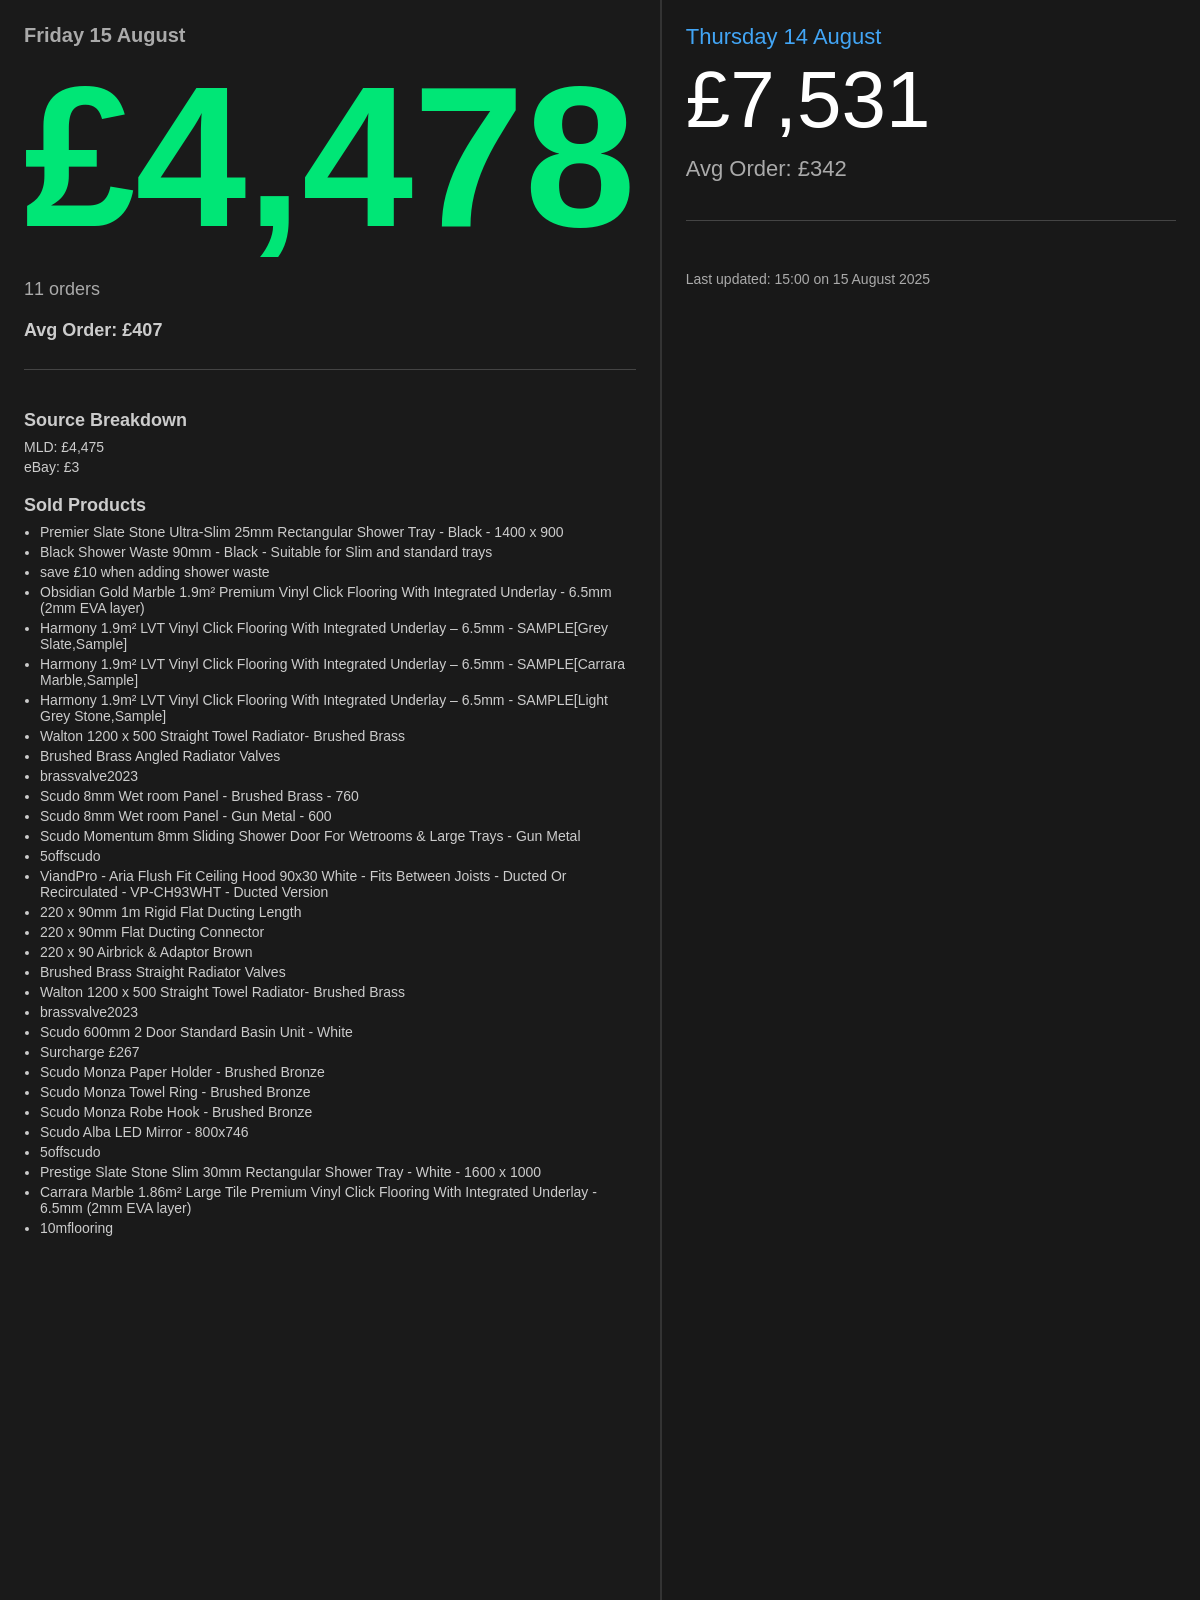 Friday 15 August
£4,478
11 orders
Avg Order: £407
Source Breakdown
MLD: £4,475
eBay: £3
Sold Products
• Premier Slate Stone Ultra-Slim 25mm Rectangular Shower Tray - Black - 1400 x 900
• Black Shower Waste 90mm - Black - Suitable for Slim and standard trays
• save £10 when adding shower waste
• Obsidian Gold Marble 1.9m² Premium Vinyl Click Flooring With Integrated Underlay - 6.5mm
(2mm EVA layer)
• Harmony 1.9m² LVT Vinyl Click Flooring With Integrated Underlay – 6.5mm - SAMPLE[Grey
Slate,Sample]
• Harmony 1.9m² LVT Vinyl Click Flooring With Integrated Underlay – 6.5mm - SAMPLE[Carrara
Marble,Sample]
• Harmony 1.9m² LVT Vinyl Click Flooring With Integrated Underlay – 6.5mm - SAMPLE[Light
Grey Stone,Sample]
• Walton 1200 x 500 Straight Towel Radiator- Brushed Brass
• Brushed Brass Angled Radiator Valves
• brassvalve2023
• Scudo 8mm Wet room Panel - Brushed Brass - 760
• Scudo 8mm Wet room Panel - Gun Metal - 600
• Scudo Momentum 8mm Sliding Shower Door For Wetrooms & Large Trays - Gun Metal
• 5offscudo
• ViandPro - Aria Flush Fit Ceiling Hood 90x30 White - Fits Between Joists - Ducted Or
Recirculated - VP-CH93WHT - Ducted Version
• 220 x 90mm 1m Rigid Flat Ducting Length
• 220 x 90mm Flat Ducting Connector
• 220 x 90 Airbrick & Adaptor Brown
• Brushed Brass Straight Radiator Valves
• Walton 1200 x 500 Straight Towel Radiator- Brushed Brass
• brassvalve2023
• Scudo 600mm 2 Door Standard Basin Unit - White
• Surcharge £267
• Scudo Monza Paper Holder - Brushed Bronze
• Scudo Monza Towel Ring - Brushed Bronze
• Scudo Monza Robe Hook - Brushed Bronze
• Scudo Alba LED Mirror - 800x746
• 5offscudo
• Prestige Slate Stone Slim 30mm Rectangular Shower Tray - White - 1600 x 1000
• Carrara Marble 1.86m² Large Tile Premium Vinyl Click Flooring With Integrated Underlay -
6.5mm (2mm EVA layer)
• 10mflooring
Thursday 14 August
£7,531
Avg Order: £342
Last updated: 15:00 on 15 August 2025